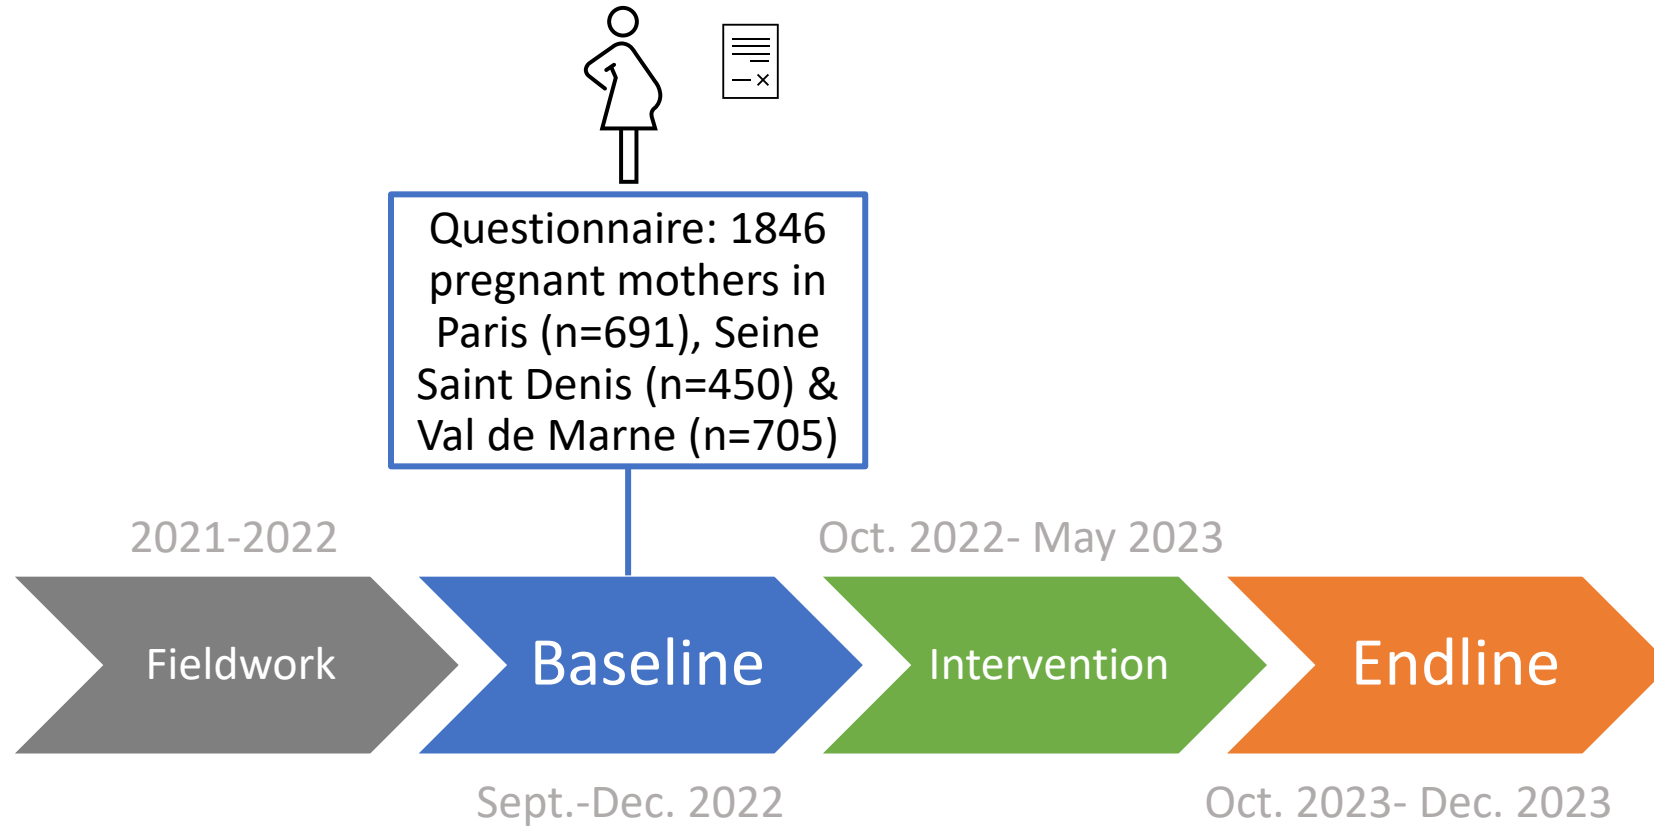 Questionnaire: 1846
pregnant mothers in
Paris (n=691), Seine
Saint Denis (n=450) &
Val de Marne (n=705)
2021-2022
Oct. 2022- May 2023
Fieldwork
Baseline
Intervention
Endline
Sept.-Dec. 2022
Oct. 2023- Dec. 2023